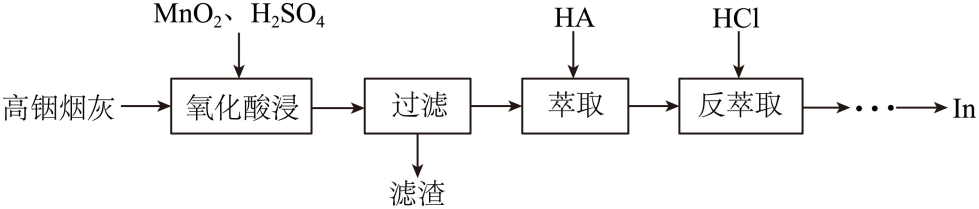 MnO₂、H₂SO₄
HA
HCl
高铟烟灰
氧化酸浸
过滤
萃取
反萃取
In
滤渣